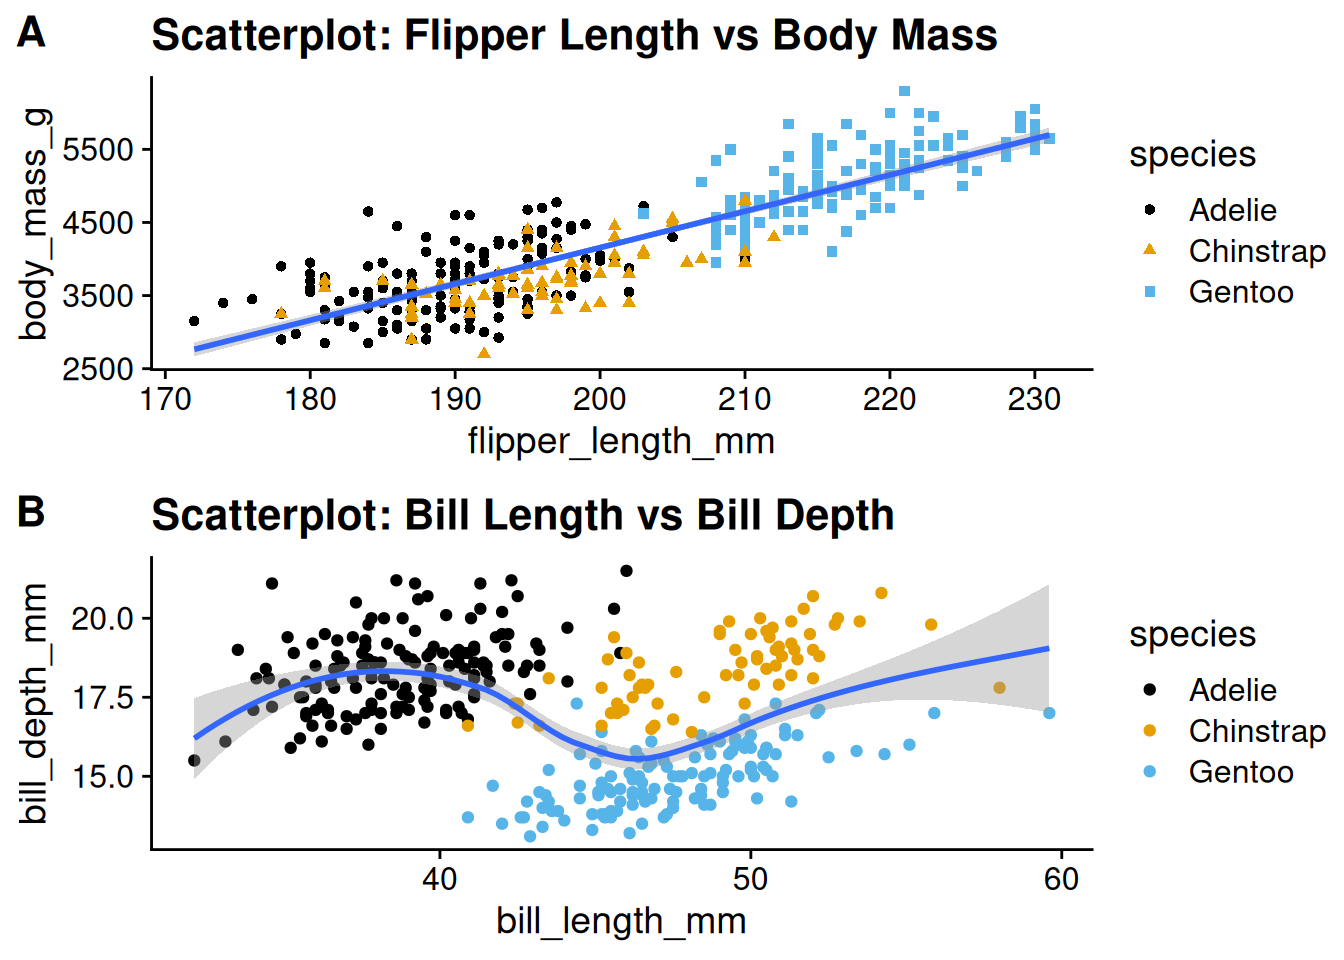 A
Scatterplot: Flipper Length vs Body Mass
body_mass_g
5500
4500
3500
2500
170 180 190 200 210 220 230
flipper_length_mm
species
Adelie
Chinstrap
Gentoo
B
Scatterplot: Bill Length vs Bill Depth
bill_depth_mm
20.0
17.5
15.0
40 50 60
bill_length_mm
species
Adelie
Chinstrap
Gentoo